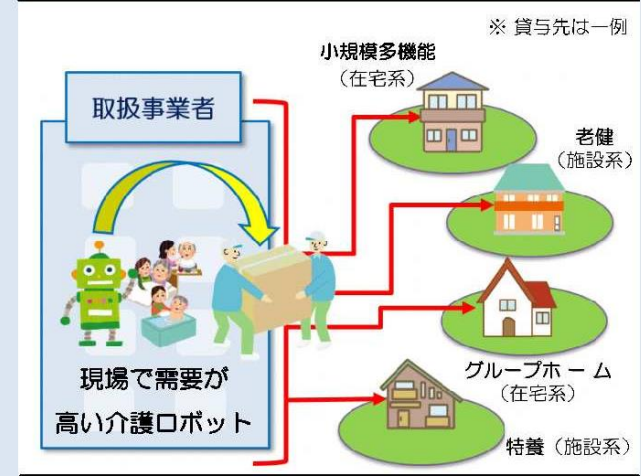 ※ 貸与先は一例
小規模多機能
（在宅系）
取扱事業者
老健
（施設系）
現場で需要が
高い介護ロボット
グループホーム
（在宅系）
特養（施設系）